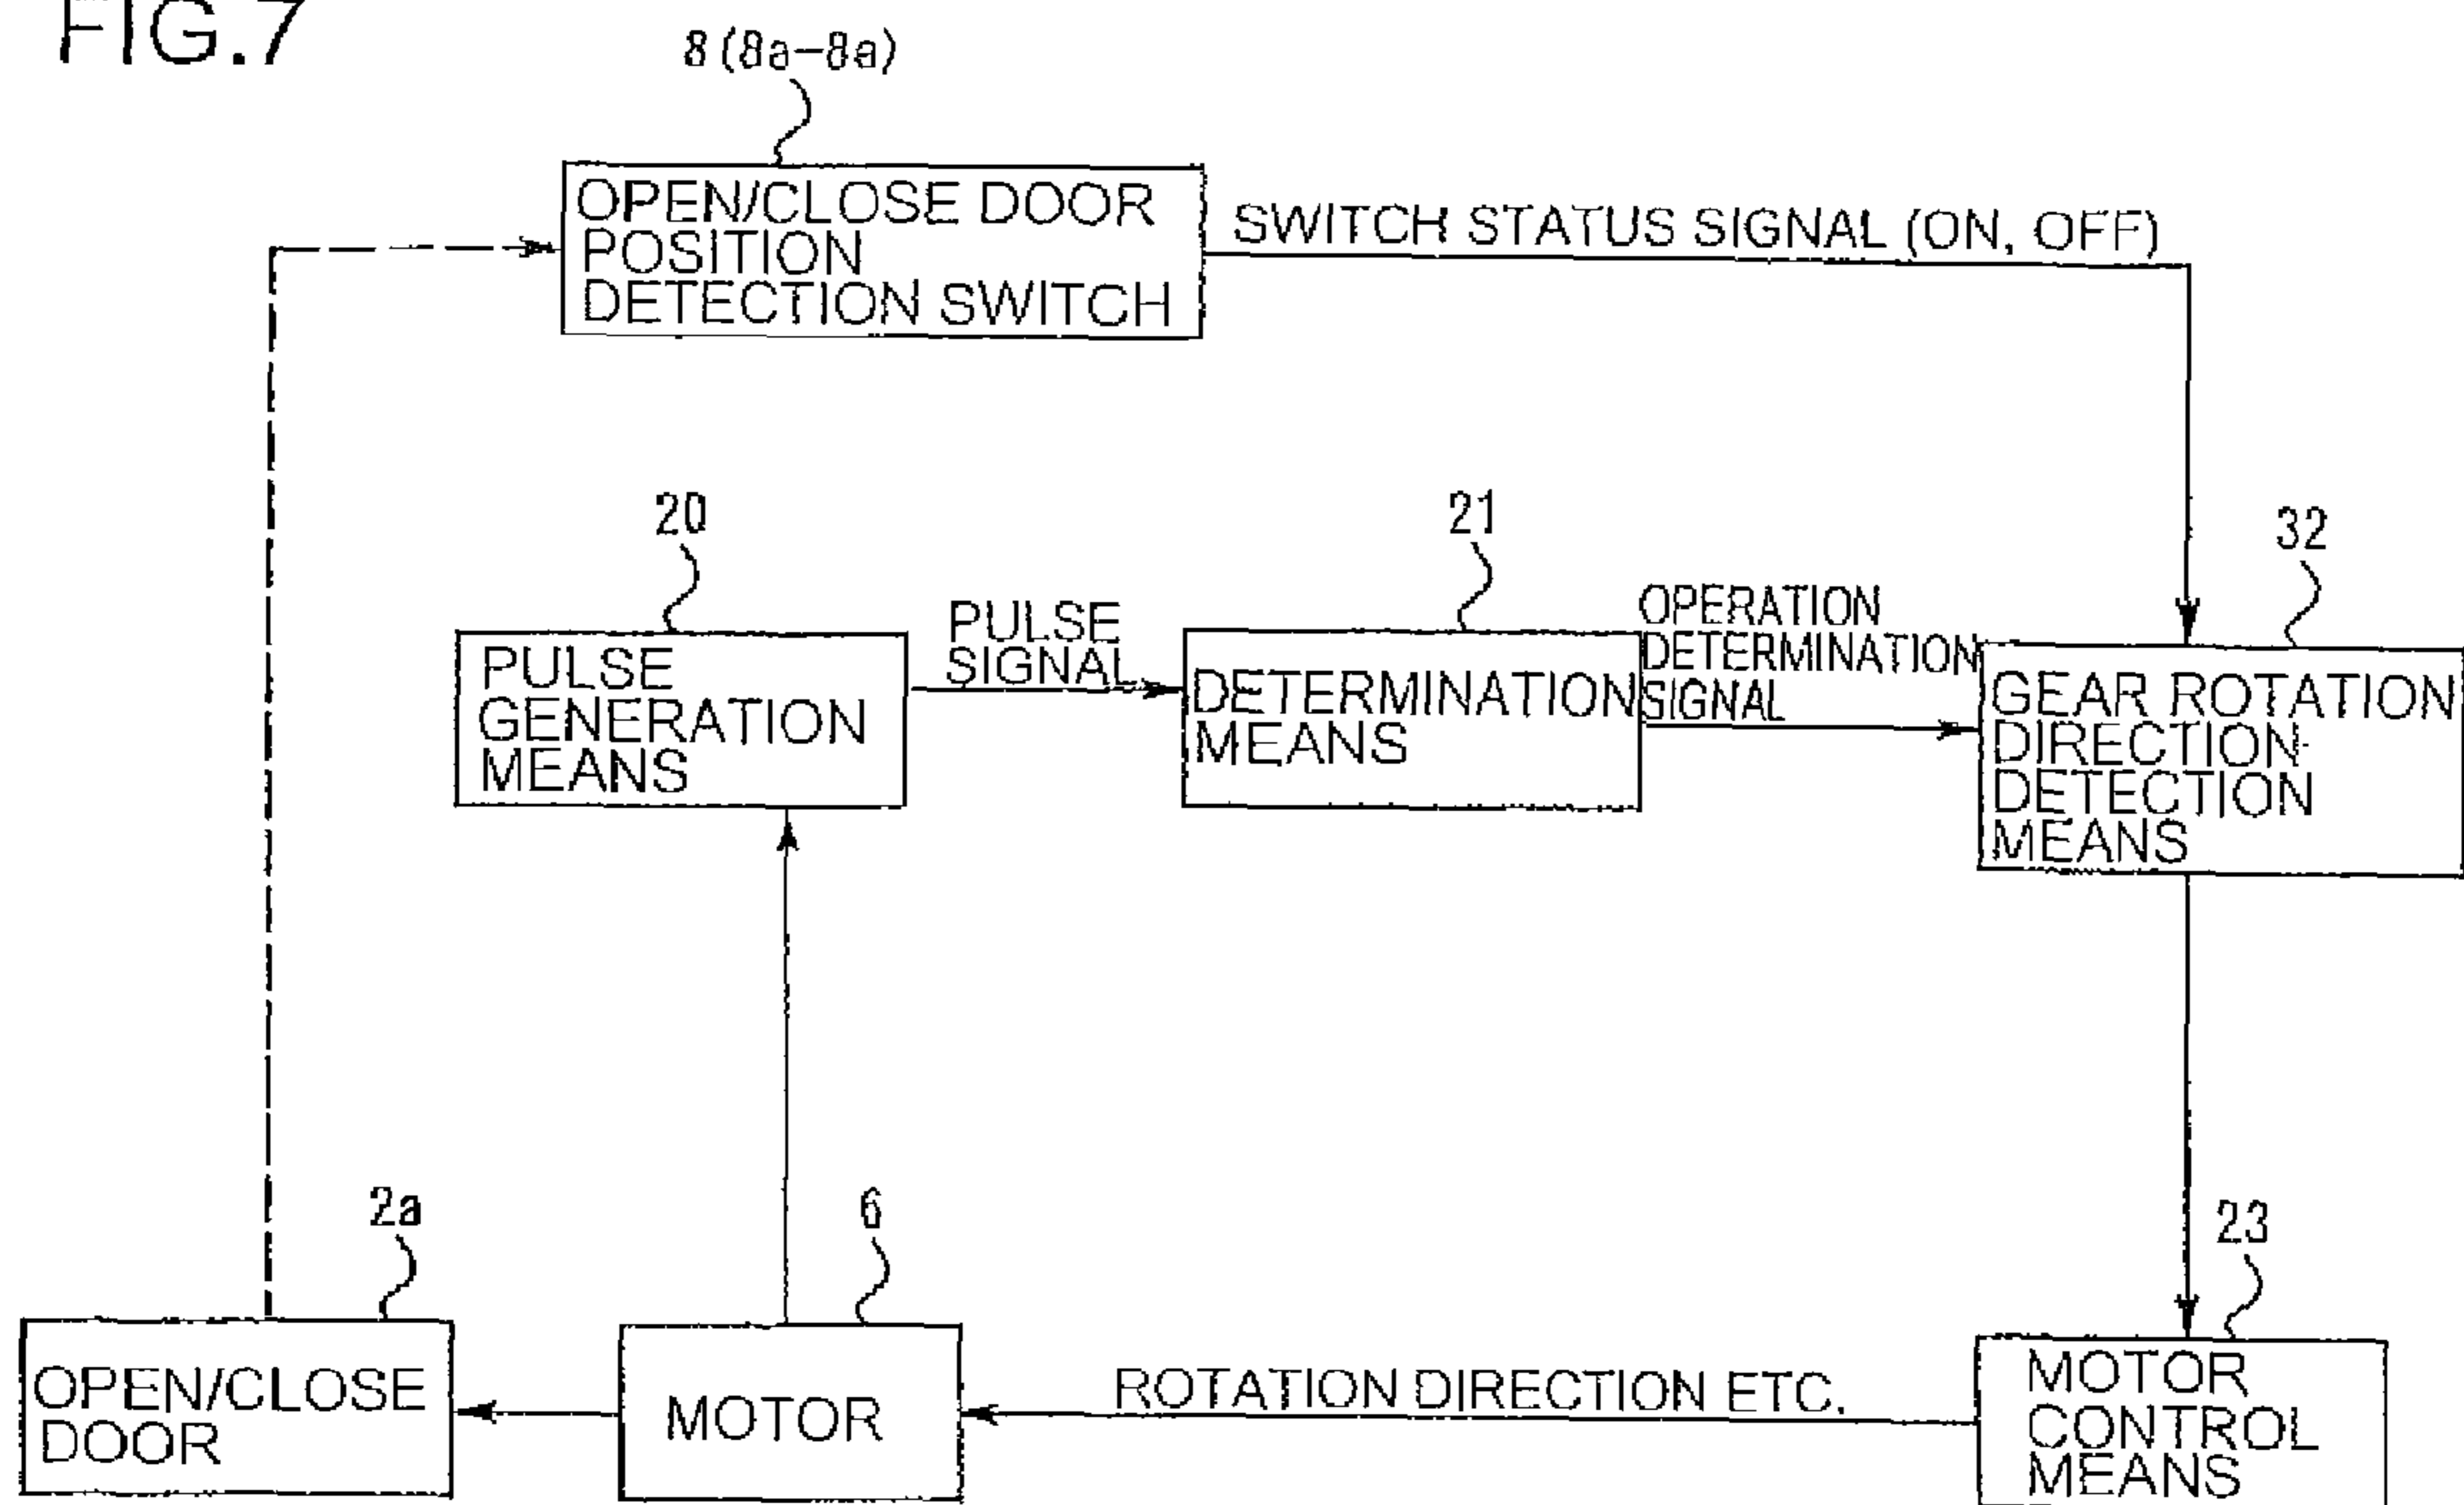 FIG.7
8(8a-8a)
OPEN/CLOSE DOOR
POSITION
DETECTION SWITCH
SWITCH STATUS SIGNAL (ON, OFF)
20
PULSE
GENERATION
MEANS
PULSE
SIGNAL
21
DETERMINATION
MEANS
OPERATION
DETERMINATION
SIGNAL
32
GEAR ROTATION
DIRECTION
DETECTION
MEANS
2a
OPEN/CLOSE
DOOR
6
MOTOR
ROTATION DIRECTION ETC.
23
MOTOR
CONTROL
MEANS